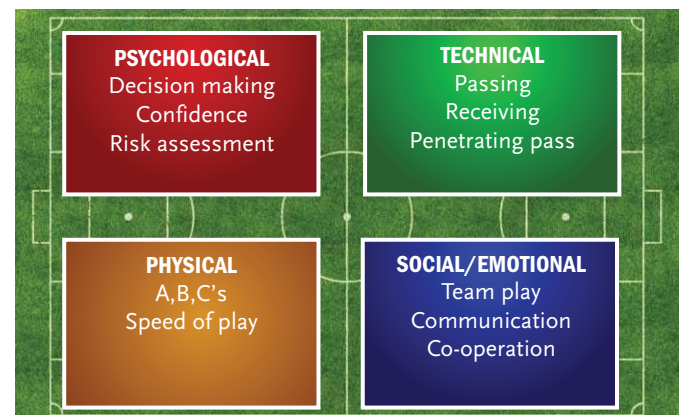 PSYCHOLOGICAL
Decision making
Confidence
Risk assessment
TECHNICAL
Passing
Receiving
Penetrating pass
PHYSICAL
A,B,C's
Speed of play
SOCIAL/EMOTIONAL
Team play
Communication
Co-operation